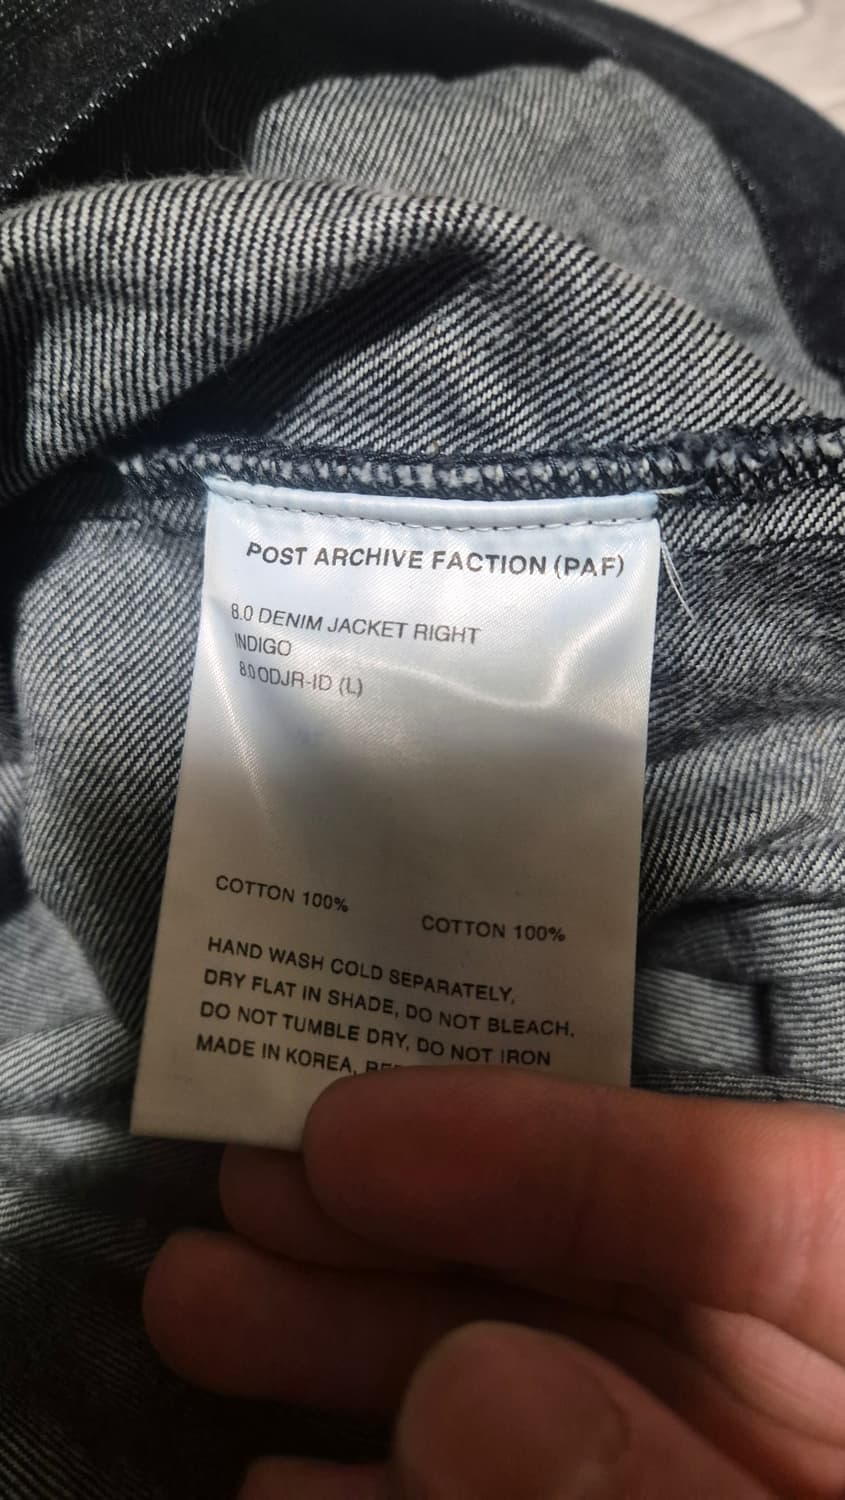 POST ARCHIVE FACTION (PAF)
8.0 DENIM JACKET RIGHT
INDIGO
8.0 ODJR-ID (L)
COTTON 100%
COTTON 100%
HAND WASH COLD SEPARATELY,
DRY FLAT IN SHADE, DO NOT BLEACH.
DO NOT TUMBLE DRY, DO NOT IRON
MADE IN KOREA,